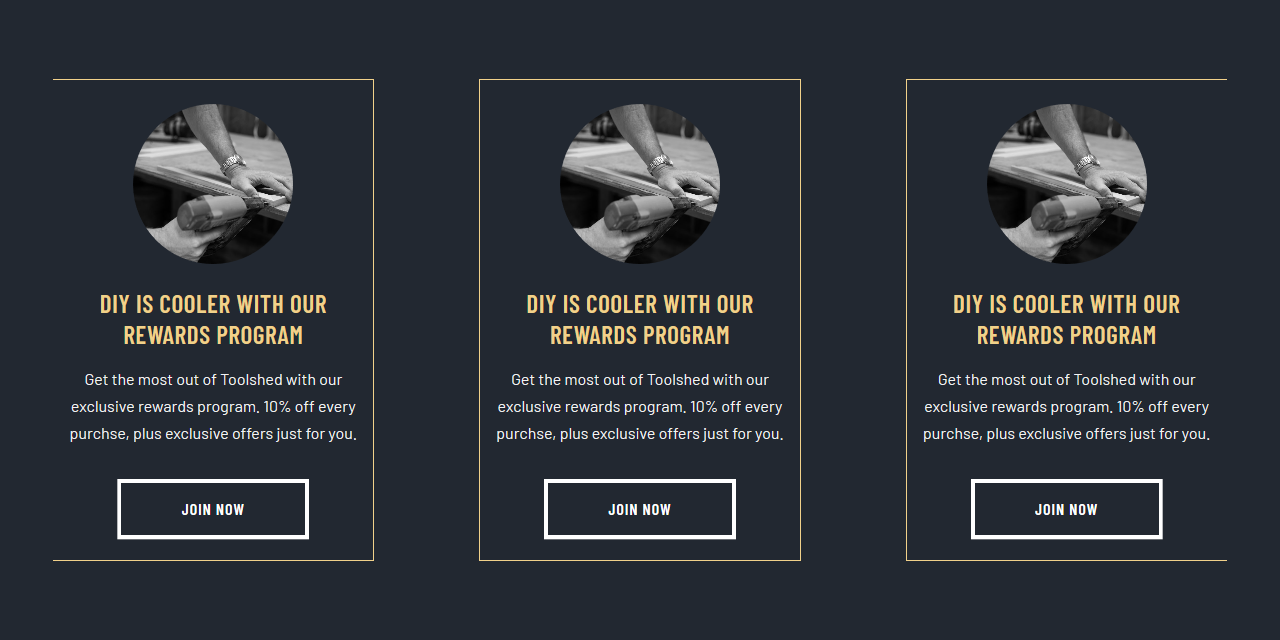 DIY IS COOLER WITH OUR
REWARDS PROGRAM
Get the most out of Toolshed with our
exclusive rewards program. 10% off every
purchse, plus exclusive offers just for you.
JOIN NOW
DIY IS COOLER WITH OUR
REWARDS PROGRAM
Get the most out of Toolshed with our
exclusive rewards program. 10% off every
purchse, plus exclusive offers just for you.
JOIN NOW
DIY IS COOLER WITH OUR
REWARDS PROGRAM
Get the most out of Toolshed with our
exclusive rewards program. 10% off every
purchse, plus exclusive offers just for you.
JOIN NOW